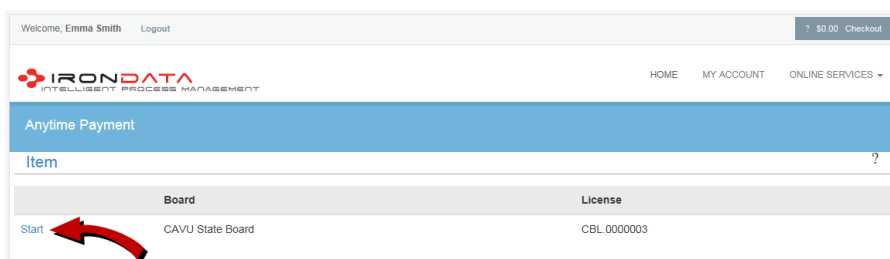 Welcome, Emma Smith Logout ? $0.00 Checkout
IRONDATA HOME MY ACCOUNT ONLINE SERVICES
INTELLIGENT PROCESS MANAGEMENT
Anytime Payment
Item ?
Board License
Start CAVU State Board CBL.0000003